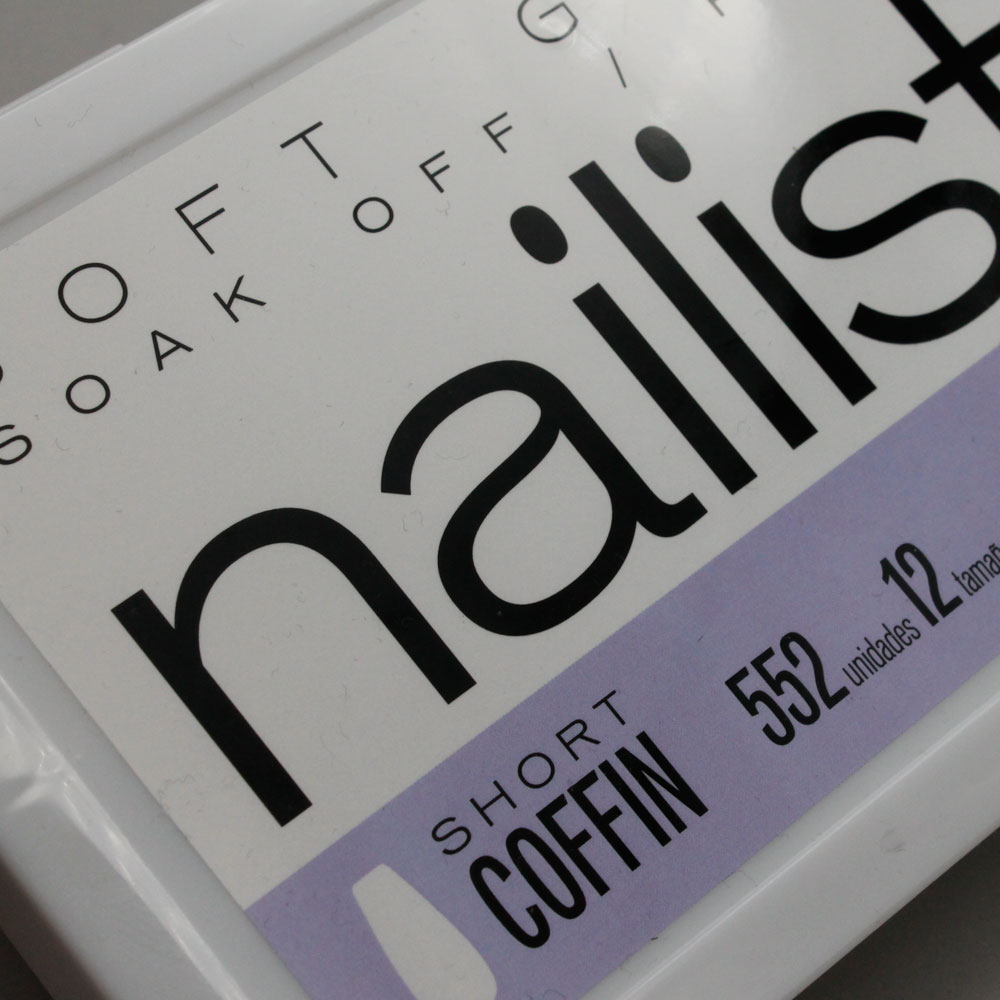 SOFT G
SOAK OFF /
nailist
SHORT
COFFIN
552 unidades 12